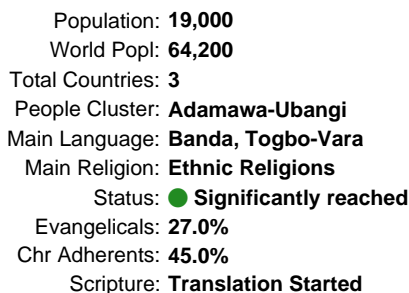 Population: 19,000
World Popl: 64,200
Total Countries: 3
People Cluster: Adamawa-Ubangi
Main Language: Banda, Togbo-Vara
Main Religion: Ethnic Religions
Status: Significantly reached
Evangelicals: 27.0%
Chr Adherents: 45.0%
Scripture: Translation Started